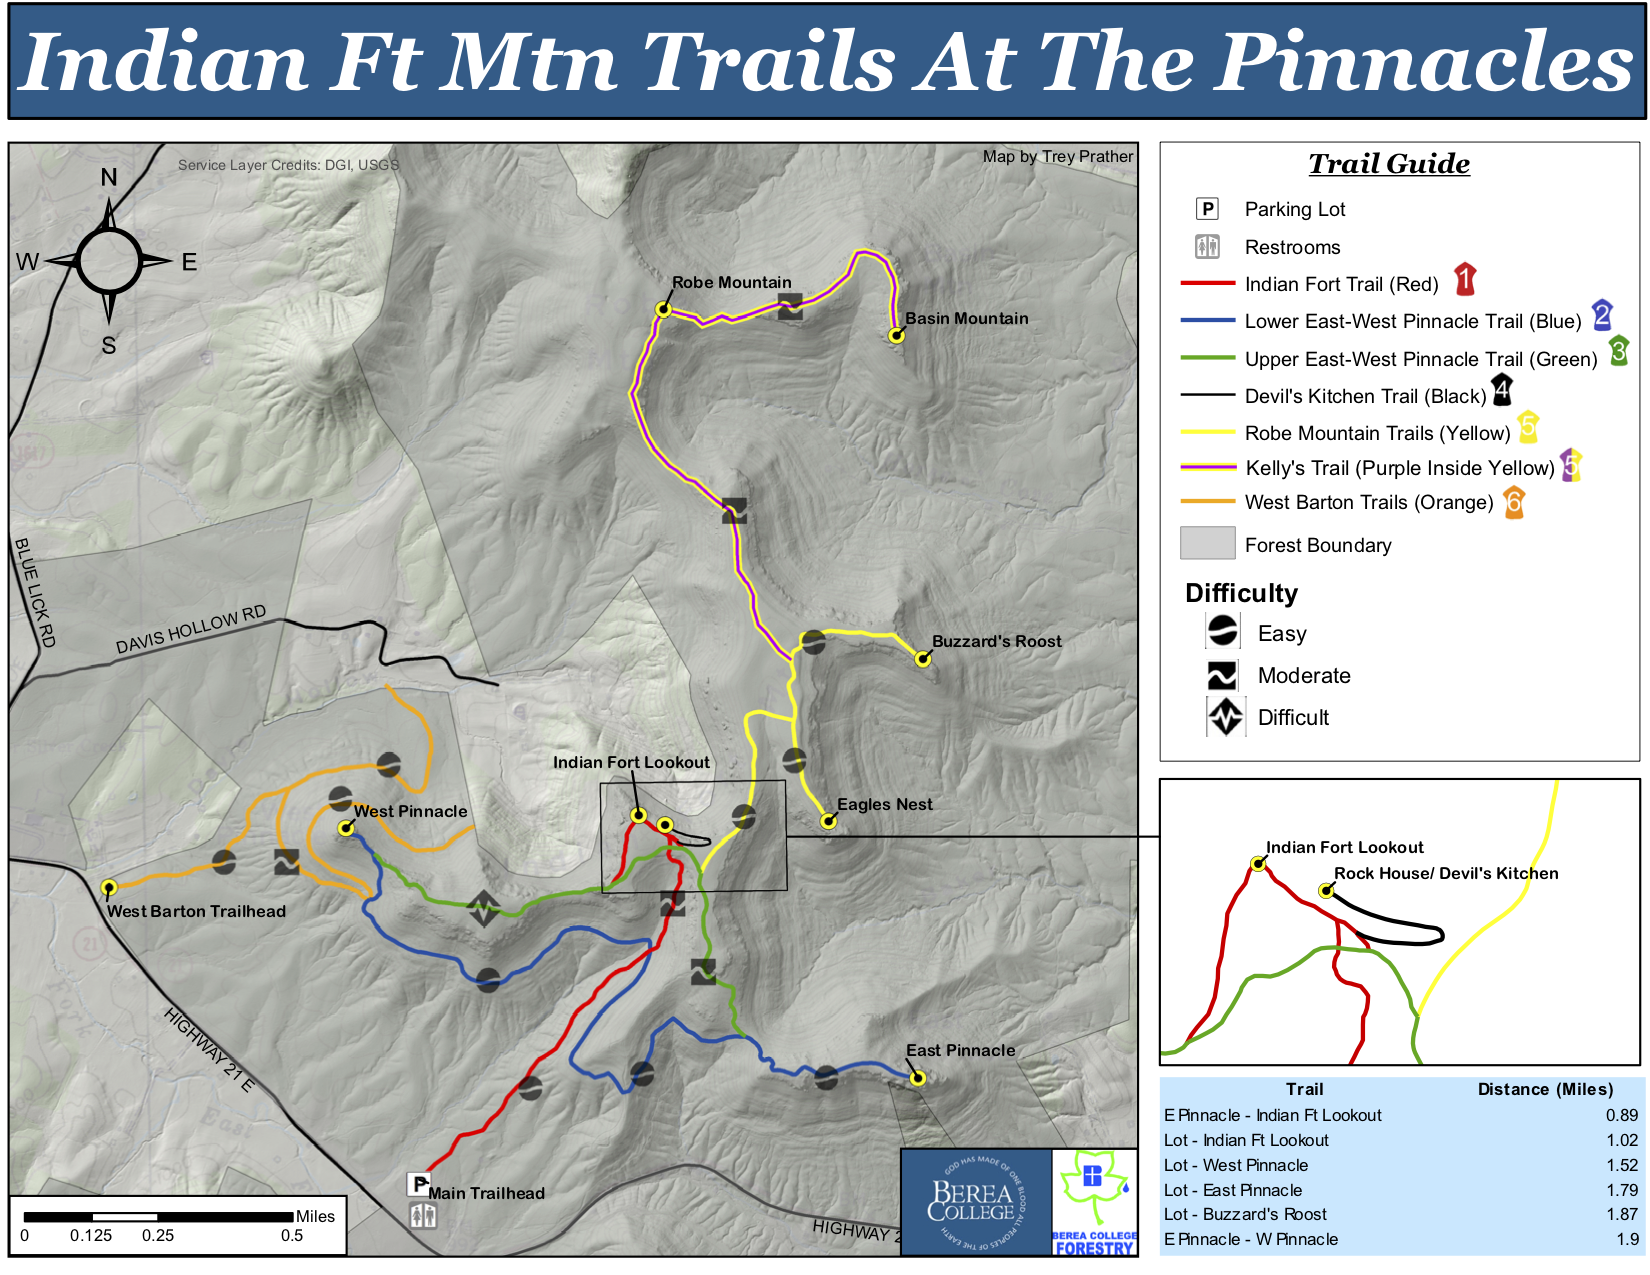 Indian Ft Mtn Trails At The Pinnacles
Service Layer Credits: DGI, USGS
Map by Trey Prather
N
W
E
S
Robe Mountain
Basin Mountain
1617
BLUE LICK RD
DAVIS HOLLOW RD
Buzzard's Roost
Indian Fort Lookout
West Pinnacle
Eagles Nest
West Barton Trailhead
21
HIGHWAY 21 E
East Pinnacle
P
Main Trailhead
HIGHWAY 2
Miles
0 0.125 0.25 0.5
GOD HAS MADE OF ONE BLOOD ALL PEOPLES OF THE EARTH
BEREA
COLLEGE
B
BEREA COLLEGE
FORESTRY
Trail Guide
P Parking Lot
Restrooms
Indian Fort Trail (Red) 1
Lower East-West Pinnacle Trail (Blue) 2
Upper East-West Pinnacle Trail (Green) 3
Devil's Kitchen Trail (Black) 4
Robe Mountain Trails (Yellow) 5
Kelly's Trail (Purple Inside Yellow) 5
West Barton Trails (Orange) 6
Forest Boundary
Difficulty
Easy
Moderate
Difficult
Indian Fort Lookout
Rock House/ Devil's Kitchen
Trail Distance (Miles)
E Pinnacle - Indian Ft Lookout 0.89
Lot - Indian Ft Lookout 1.02
Lot - West Pinnacle 1.52
Lot - East Pinnacle 1.79
Lot - Buzzard's Roost 1.87
E Pinnacle - W Pinnacle 1.9